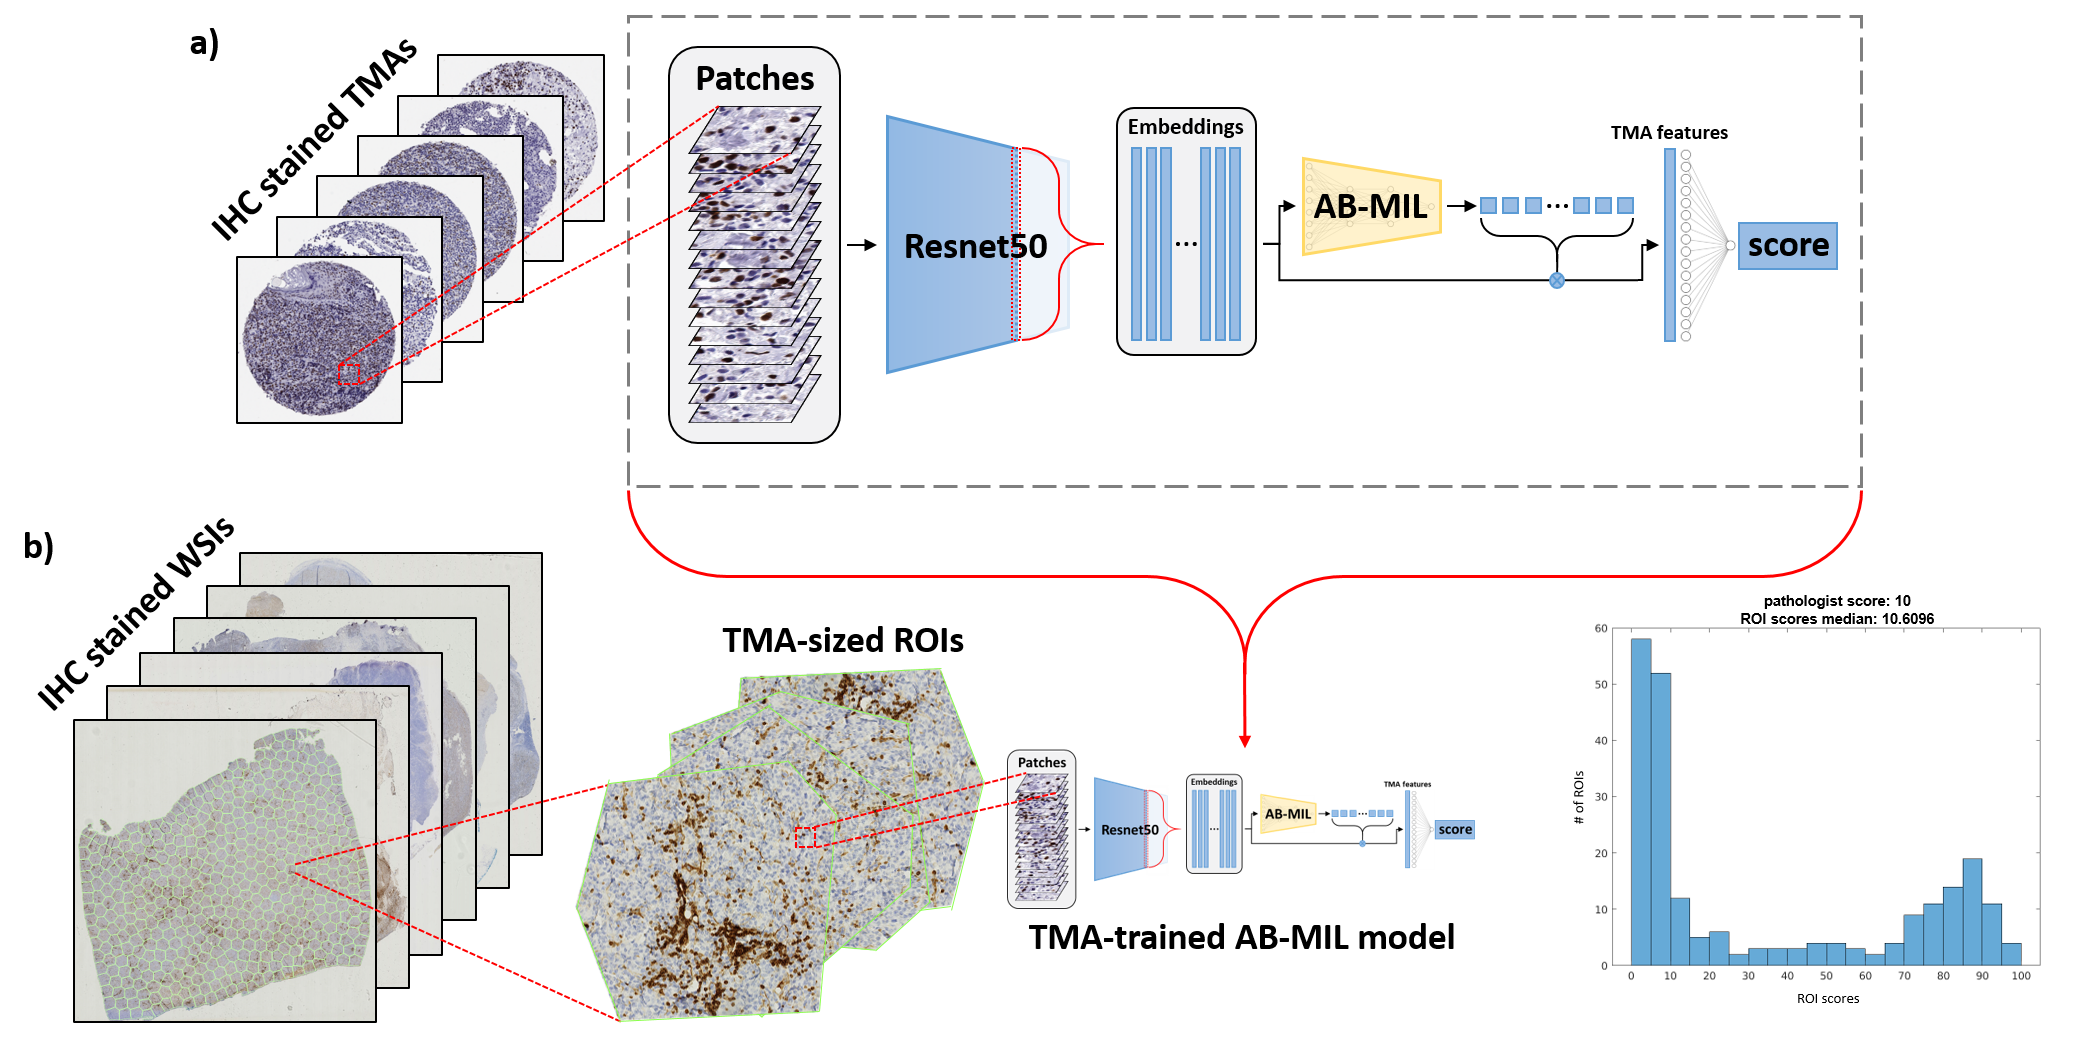 a)
IHC stained TMAs
Patches
Resnet50
Embeddings
...
AB-MIL
...
TMA features
score
b)
IHC stained WSIs
TMA-sized ROIs
Patches
Resnet50
Embeddings
...
AB-MIL
...
TMA features
score
TMA-trained AB-MIL model
pathologist score: 10
ROI scores median: 10.6096
# of ROIs
60
50
40
30
20
10
0
0 10 20 30 40 50 60 70 80 90 100
ROI scores